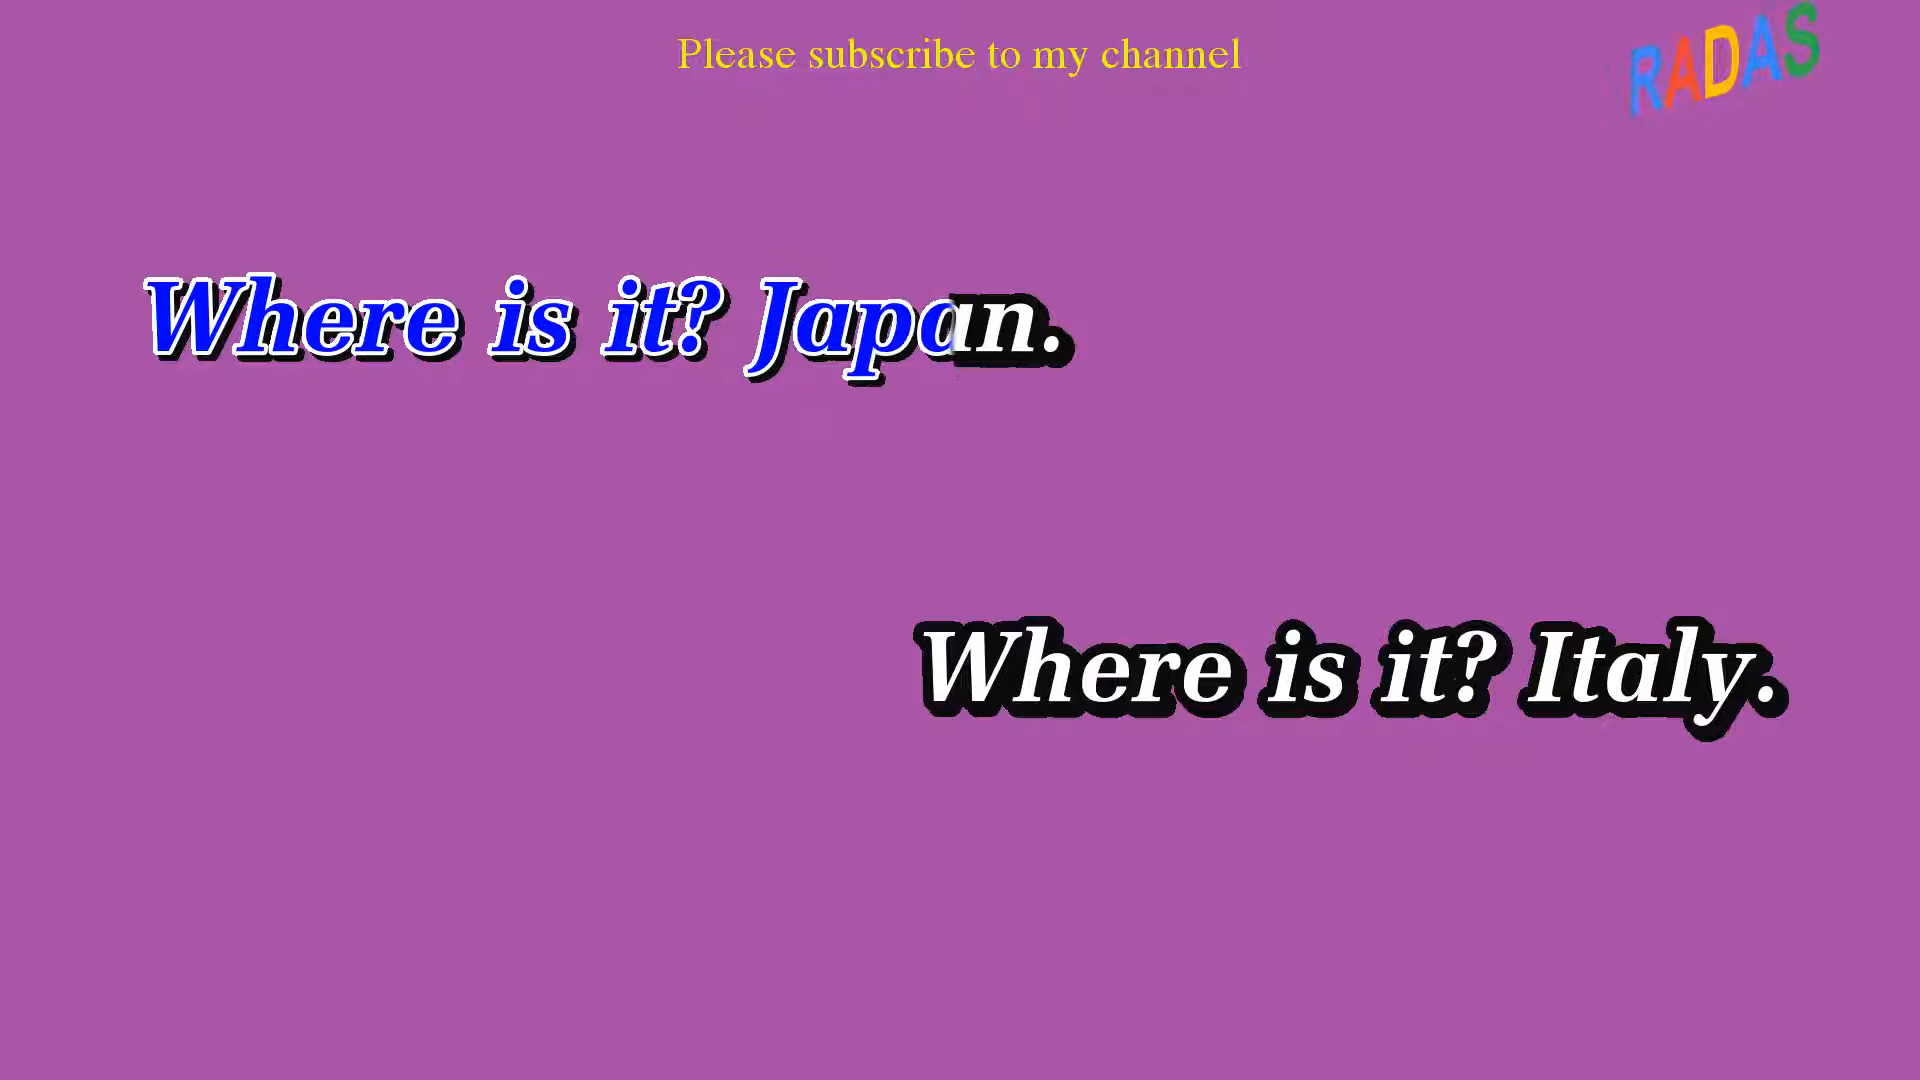 Please subscribe to my channel
RADAS
Where is it? Japan.
Where is it? Italy.